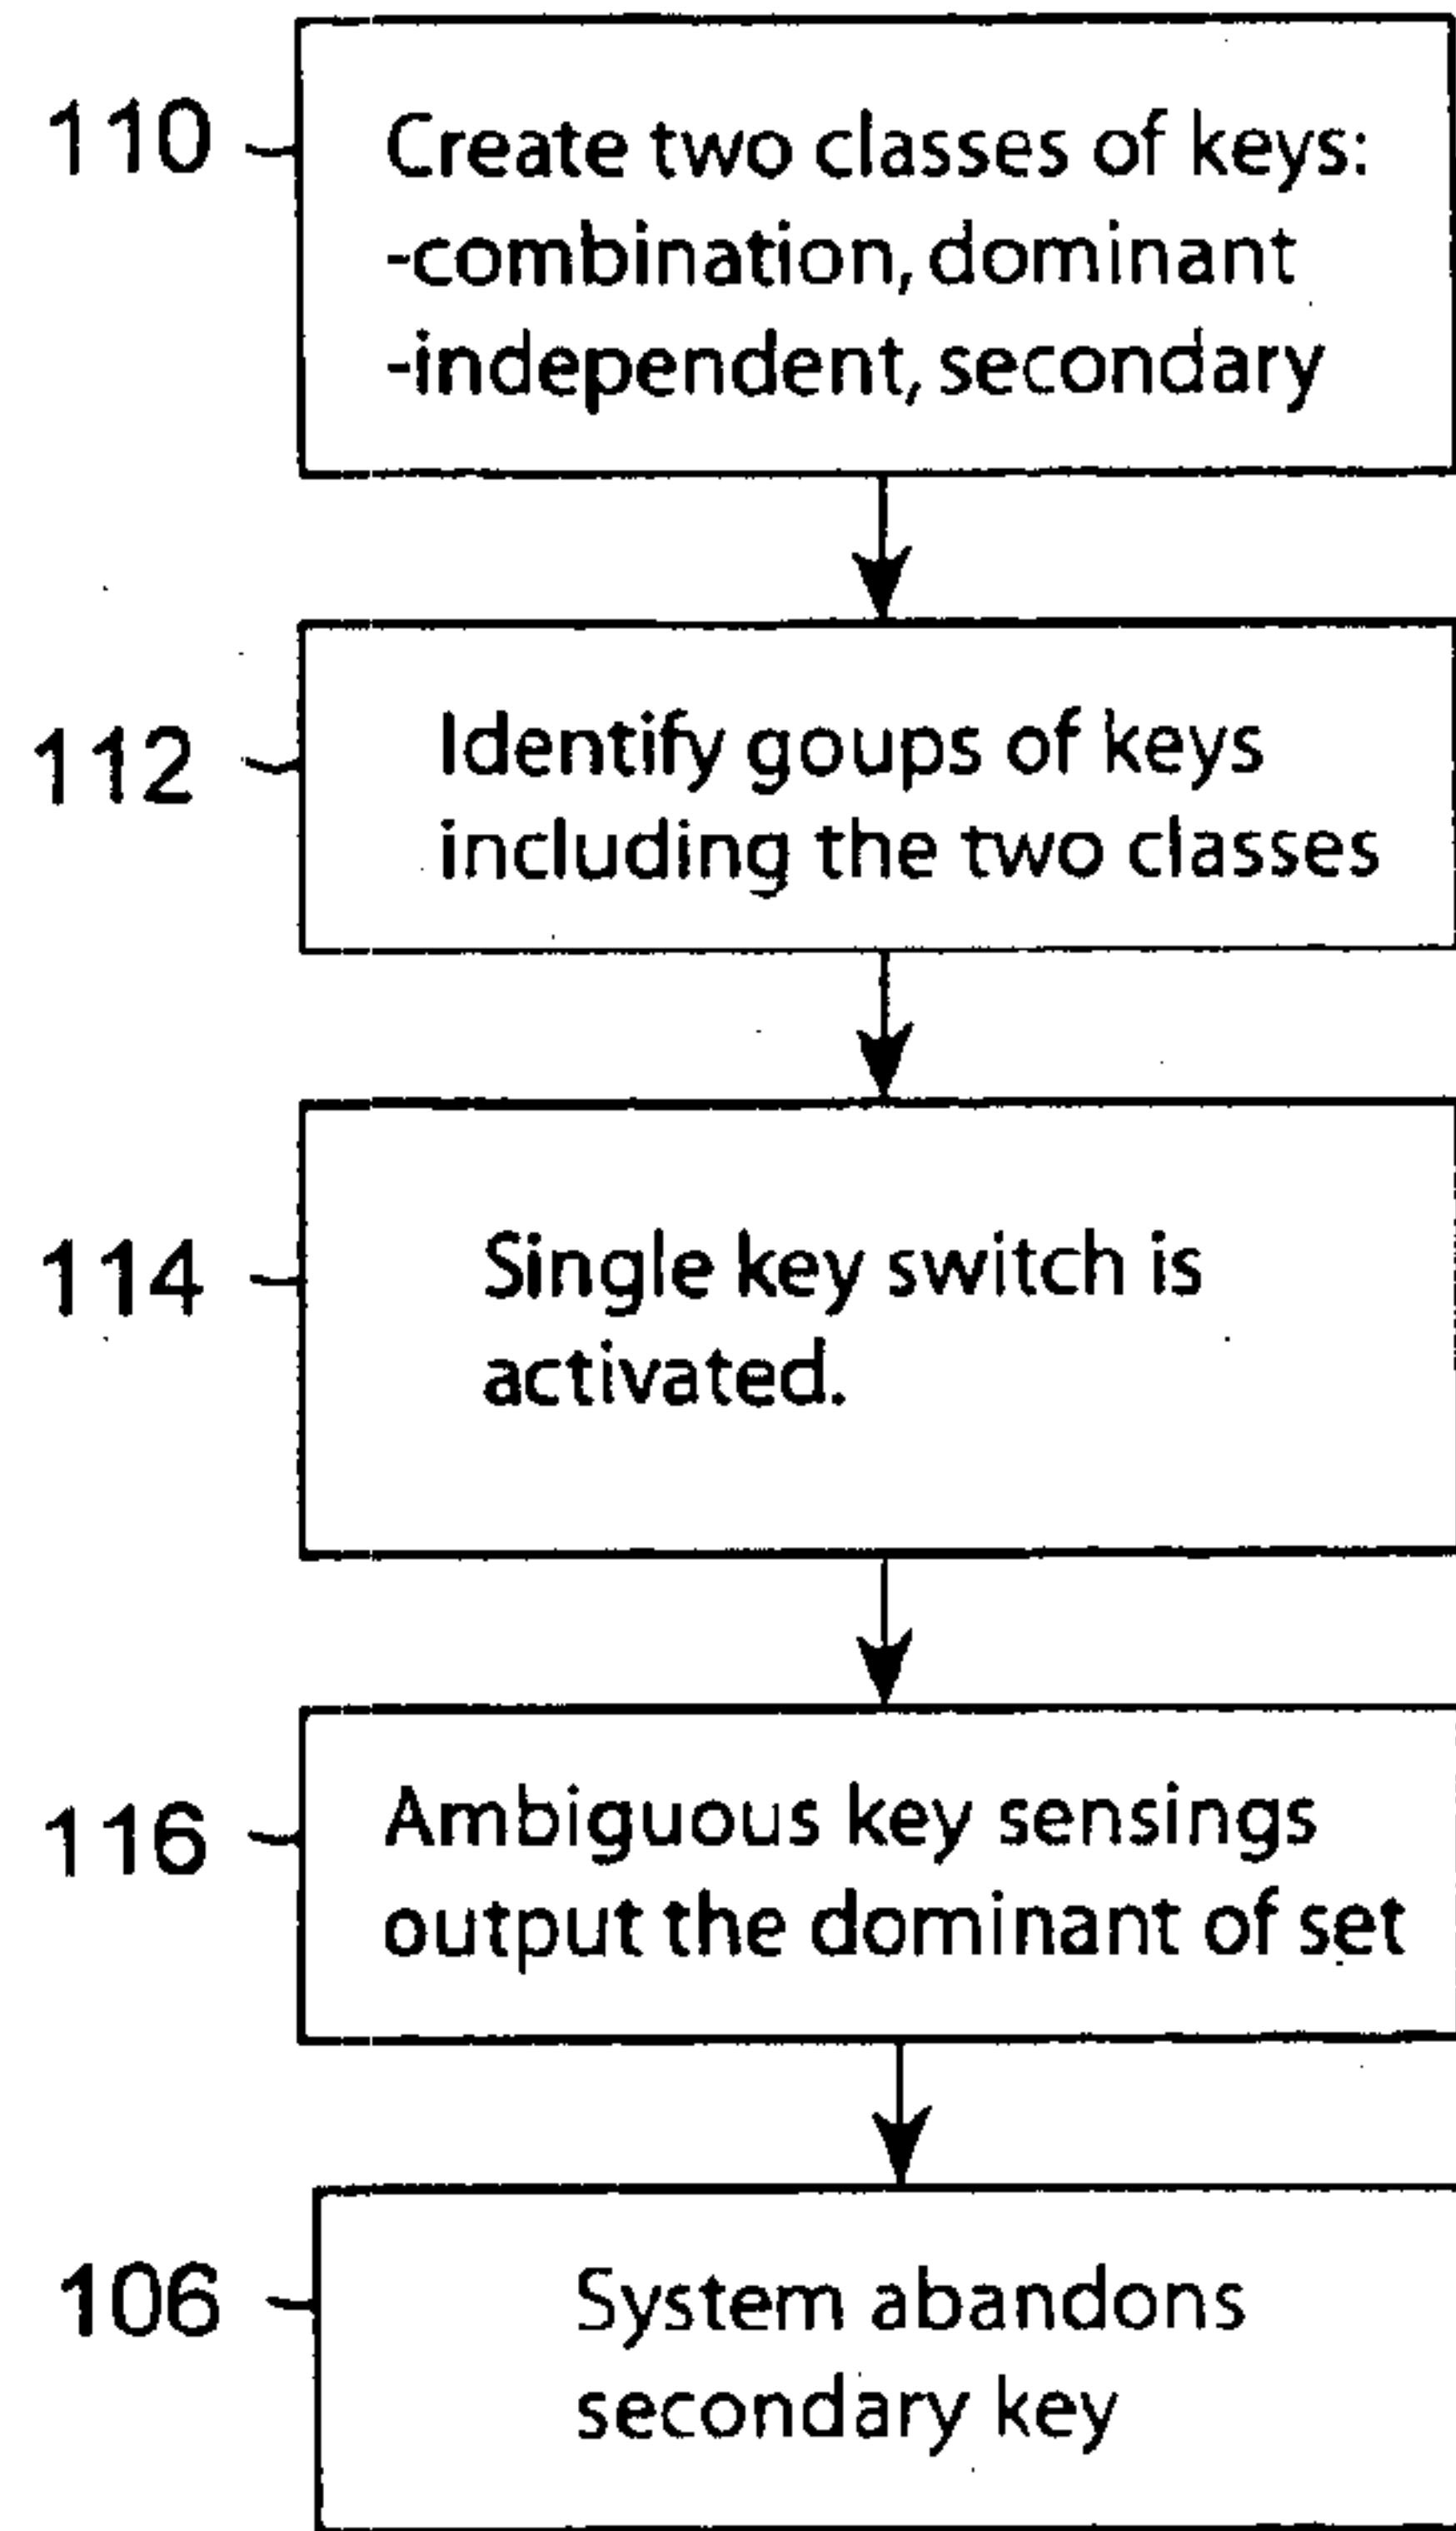 110
Create two classes of keys:
-combination, dominant
-independent, secondary
112
Identify goups of keys
including the two classes
114
Single key switch is
activated.
116
Ambiguous key sensings
output the dominant of set
106
System abandons
secondary key